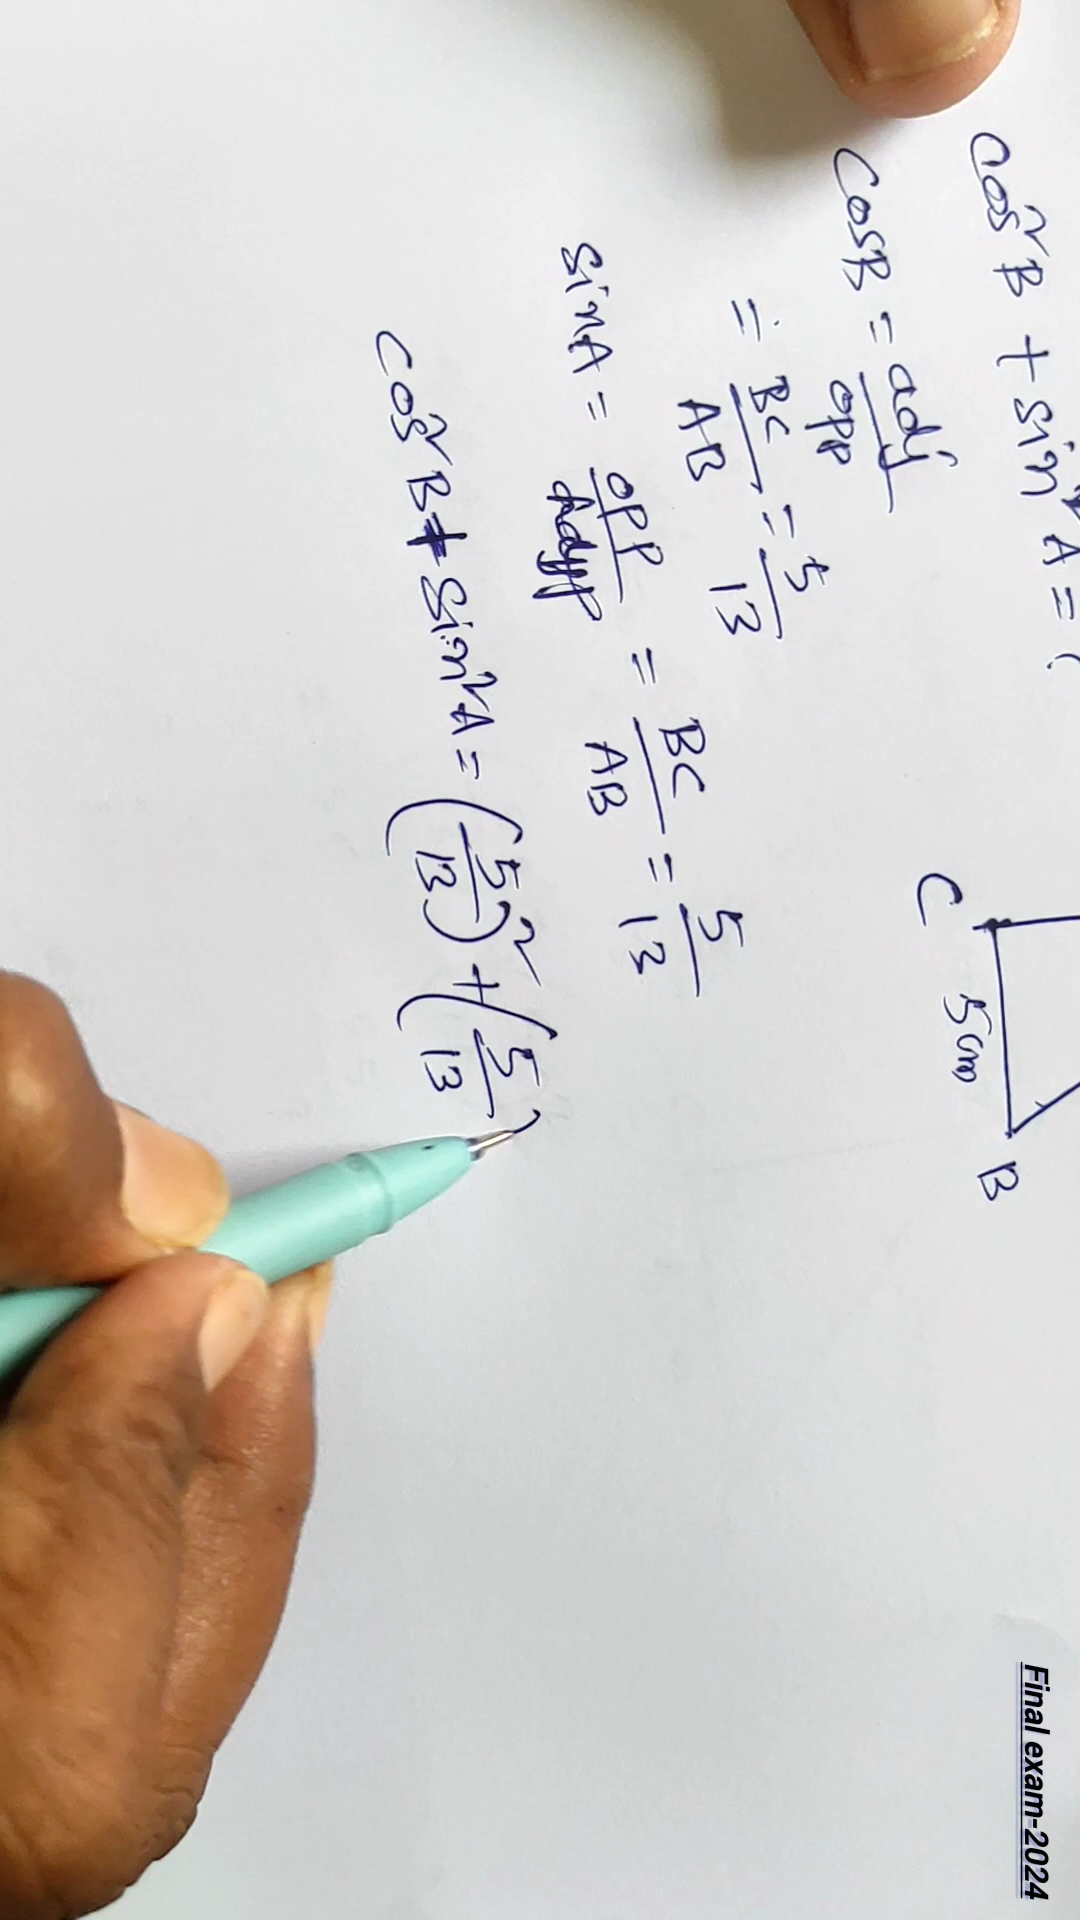 cos²B + sin²A = ?
C
5cm
B
CosB = adj/opp
= BC/AB = 5/13
sinA = opp/hyp = BC/AB = 5/13
cos²B + sin²A = (5/13)² + (5/13)
Final exam-2024